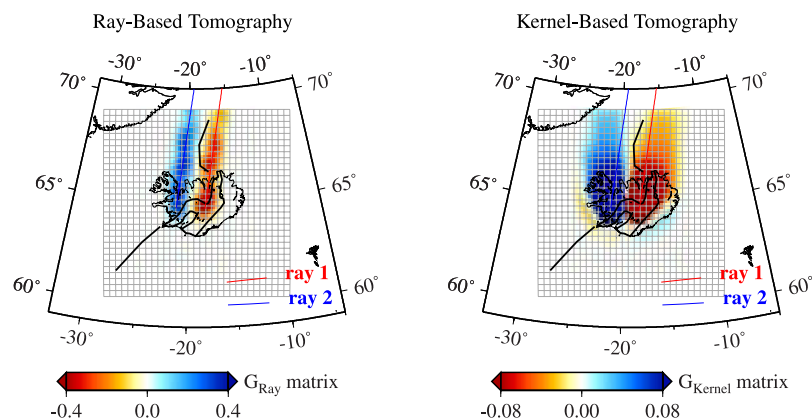 Ray-Based Tomography
-30° -20° -10°
70° 70°
65° 65°
60° 60°
ray 1
ray 2
-30° -20° -10°
G_Ray matrix
-0.4 0.0 0.4
Kernel-Based Tomography
-30° -20° -10°
70° 70°
65° 65°
60° 60°
ray 1
ray 2
-30° -20° -10°
G_Kernel matrix
-0.08 0.00 0.08